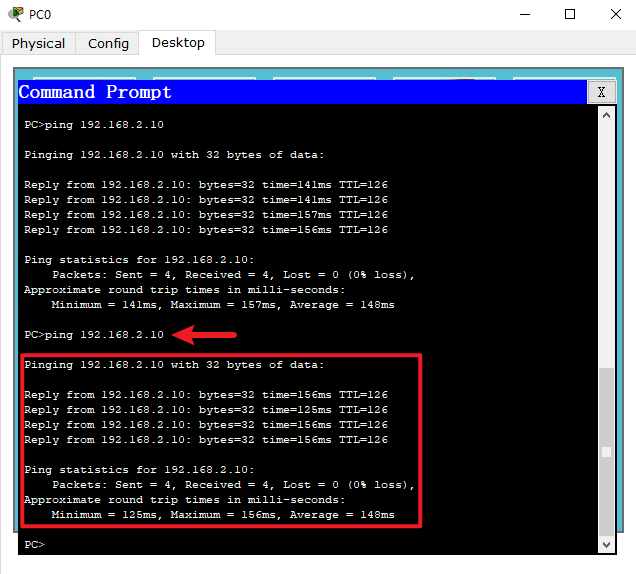 PC0
Physical Config Desktop
Command Prompt X
PC>ping 192.168.2.10
Pinging 192.168.2.10 with 32 bytes of data:
Reply from 192.168.2.10: bytes=32 time=141ms TTL=126
Reply from 192.168.2.10: bytes=32 time=141ms TTL=126
Reply from 192.168.2.10: bytes=32 time=157ms TTL=126
Reply from 192.168.2.10: bytes=32 time=156ms TTL=126
Ping statistics for 192.168.2.10:
Packets: Sent = 4, Received = 4, Lost = 0 (0% loss),
Approximate round trip times in milli-seconds:
Minimum = 141ms, Maximum = 157ms, Average = 148ms
PC>ping 192.168.2.10
Pinging 192.168.2.10 with 32 bytes of data:
Reply from 192.168.2.10: bytes=32 time=156ms TTL=126
Reply from 192.168.2.10: bytes=32 time=125ms TTL=126
Reply from 192.168.2.10: bytes=32 time=156ms TTL=126
Reply from 192.168.2.10: bytes=32 time=156ms TTL=126
Ping statistics for 192.168.2.10:
Packets: Sent = 4, Received = 4, Lost = 0 (0% loss),
Approximate round trip times in milli-seconds:
Minimum = 125ms, Maximum = 156ms, Average = 148ms
PC>